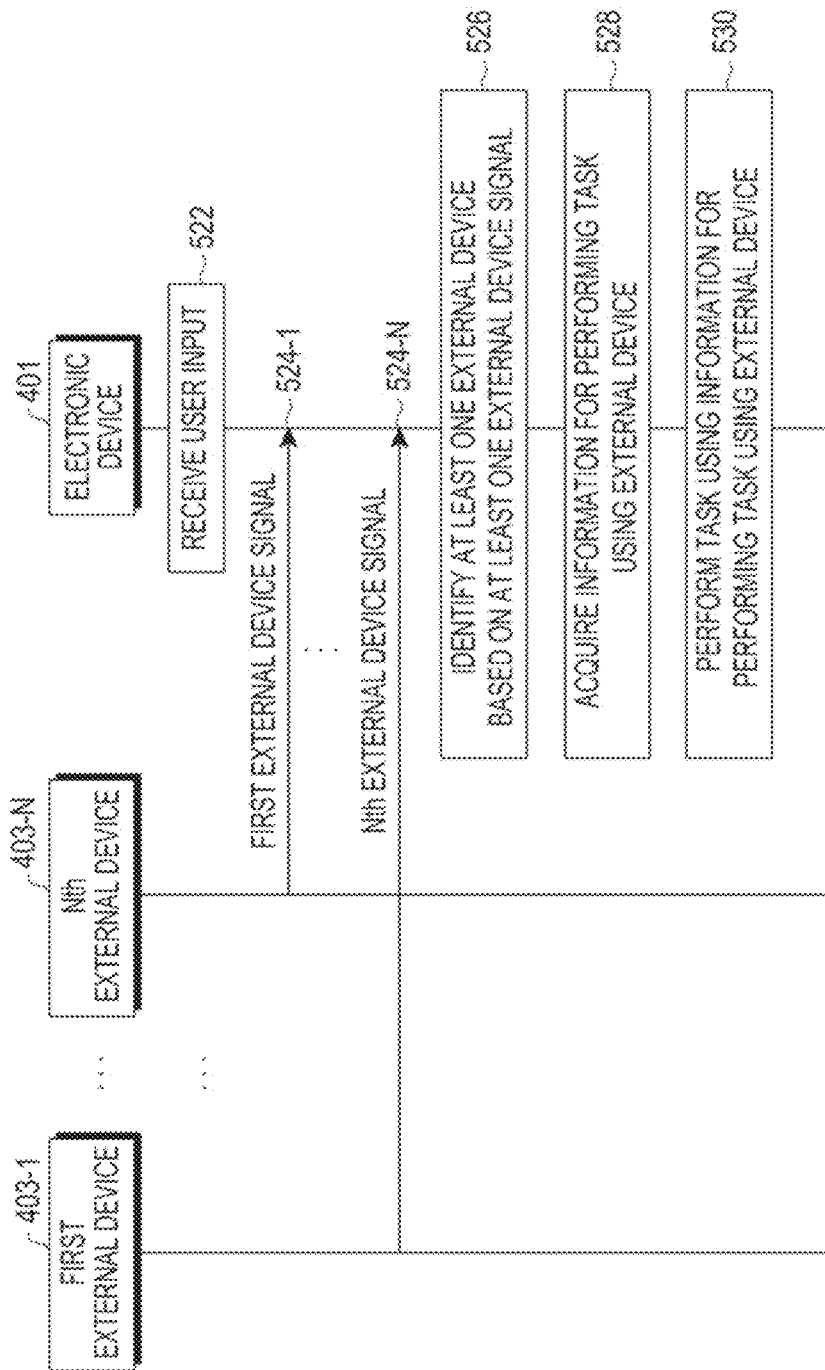 403-1
FIRST
EXTERNAL DEVICE
403-N
Nth
EXTERNAL DEVICE
401
ELECTRONIC
DEVICE
RECEIVE USER INPUT
522
FIRST EXTERNAL DEVICE SIGNAL
524-1
Nth EXTERNAL DEVICE SIGNAL
524-N
IDENTIFY AT LEAST ONE EXTERNAL DEVICE
BASED ON AT LEAST ONE EXTERNAL DEVICE SIGNAL
526
ACQUIRE INFORMATION FOR PERFORMING TASK
USING EXTERNAL DEVICE
528
PERFORM TASK USING INFORMATION FOR
PERFORMING TASK USING EXTERNAL DEVICE
530